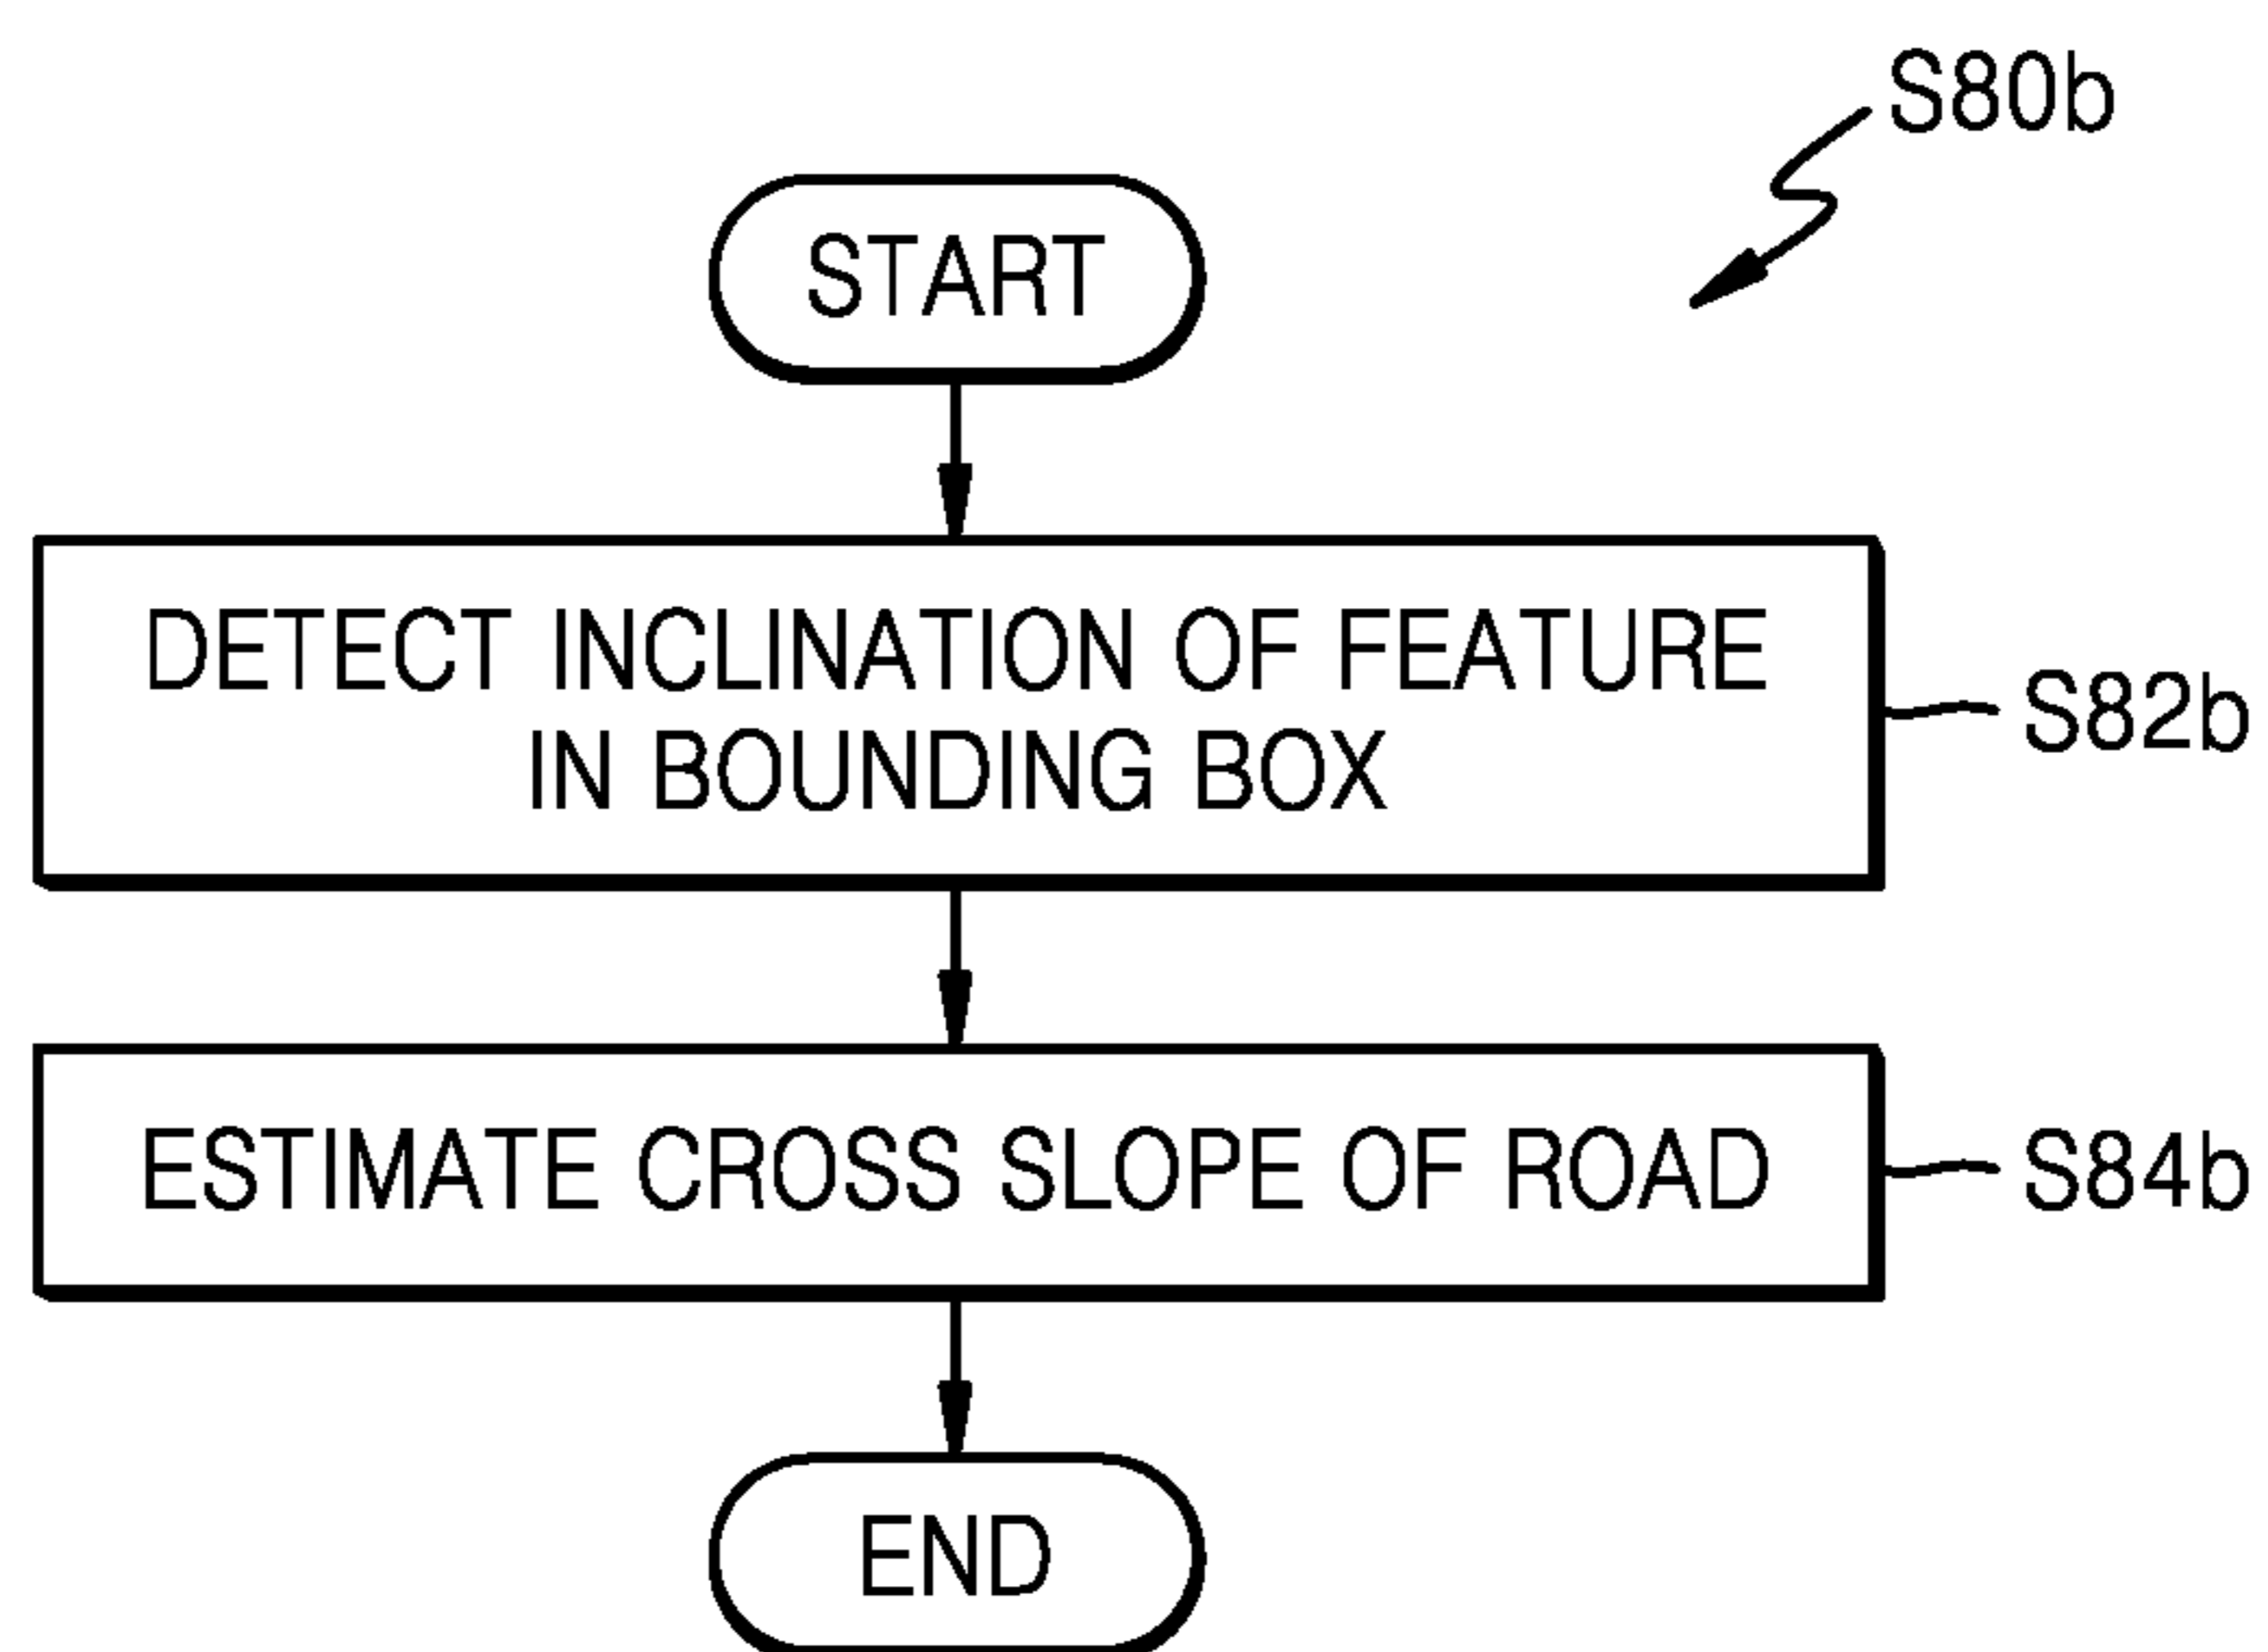 S80b
START
DETECT INCLINATION OF FEATURE
IN BOUNDING BOX
S82b
ESTIMATE CROSS SLOPE OF ROAD
S84b
END